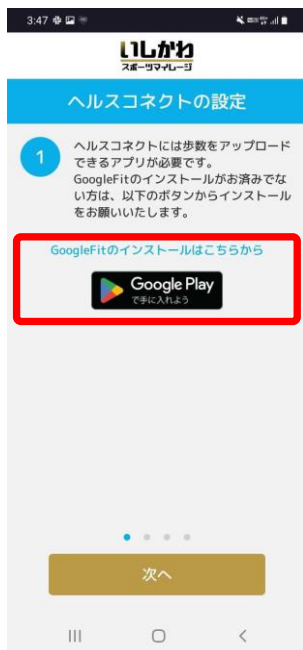 3:47
いしかわ
スポーツマイレージ
ヘルスコネクトの設定
1
ヘルスコネクトには歩数をアップロード
できるアプリが必要です。
GoogleFitのインストールがお済みでな
い方は、以下のボタンからインストール
をお願いいたします。
GoogleFitのインストールはこちらから
Google Play
で手に入れよう
次へ